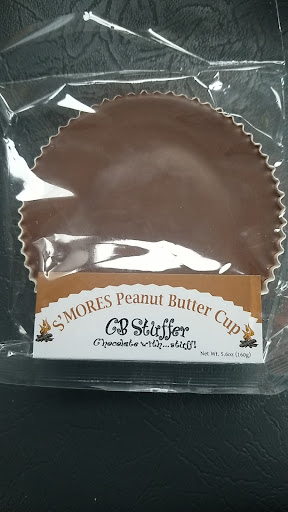 S'MORES Peanut Butter Cup
CB Stuffer
Chocolate with...stuff!
Net Wt. 5.6oz (160g)